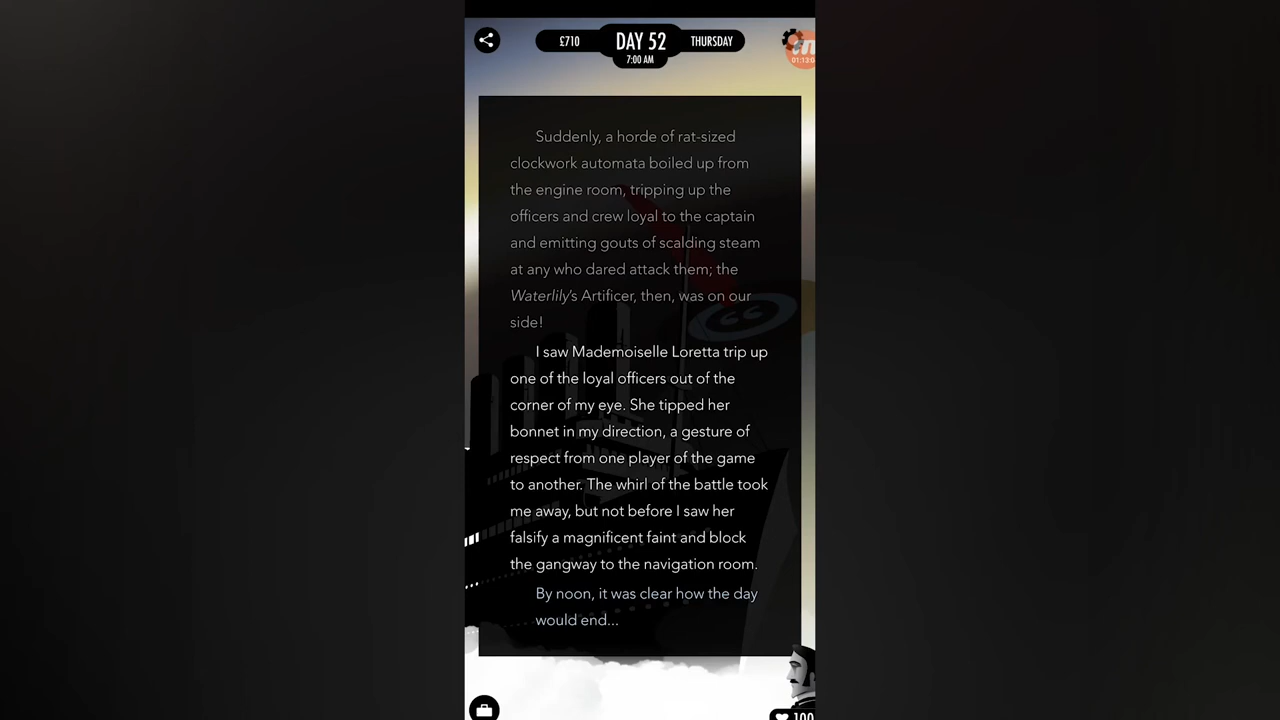 £710
DAY 52
THURSDAY
7:00 AM
01:13:0
Suddenly, a horde of rat-sized
clockwork automata boiled up from
the engine room, tripping up the
officers and crew loyal to the captain
and emitting gouts of scalding steam
at any who dared attack them; the
Waterlily's Artificer, then, was on our
side!
I saw Mademoiselle Loretta trip up
one of the loyal officers out of the
corner of my eye. She tipped her
bonnet in my direction, a gesture of
respect from one player of the game
to another. The whirl of the battle took
me away, but not before I saw her
falsify a magnificent faint and block
the gangway to the navigation room.
By noon, it was clear how the day
would end...
100